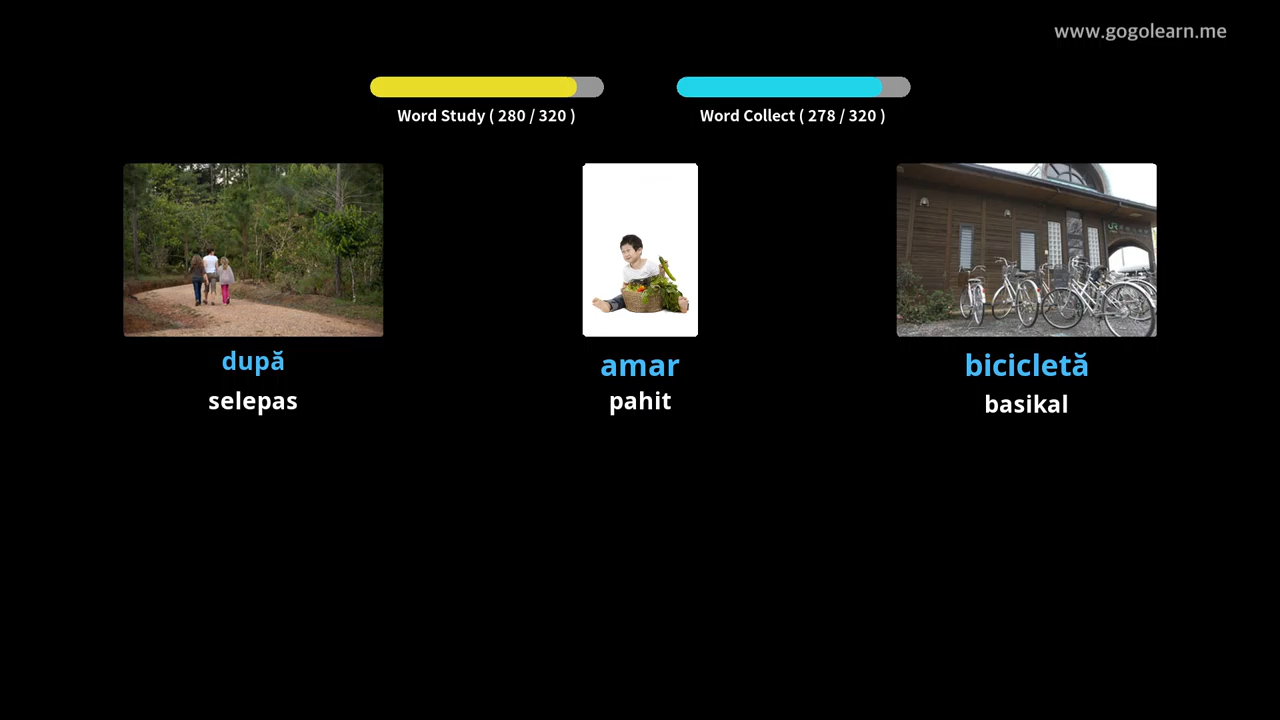 www.gogolearn.me
Word Study ( 280 / 320 )
Word Collect ( 278 / 320 )
după
selepas
amar
pahit
bicicletă
basikal